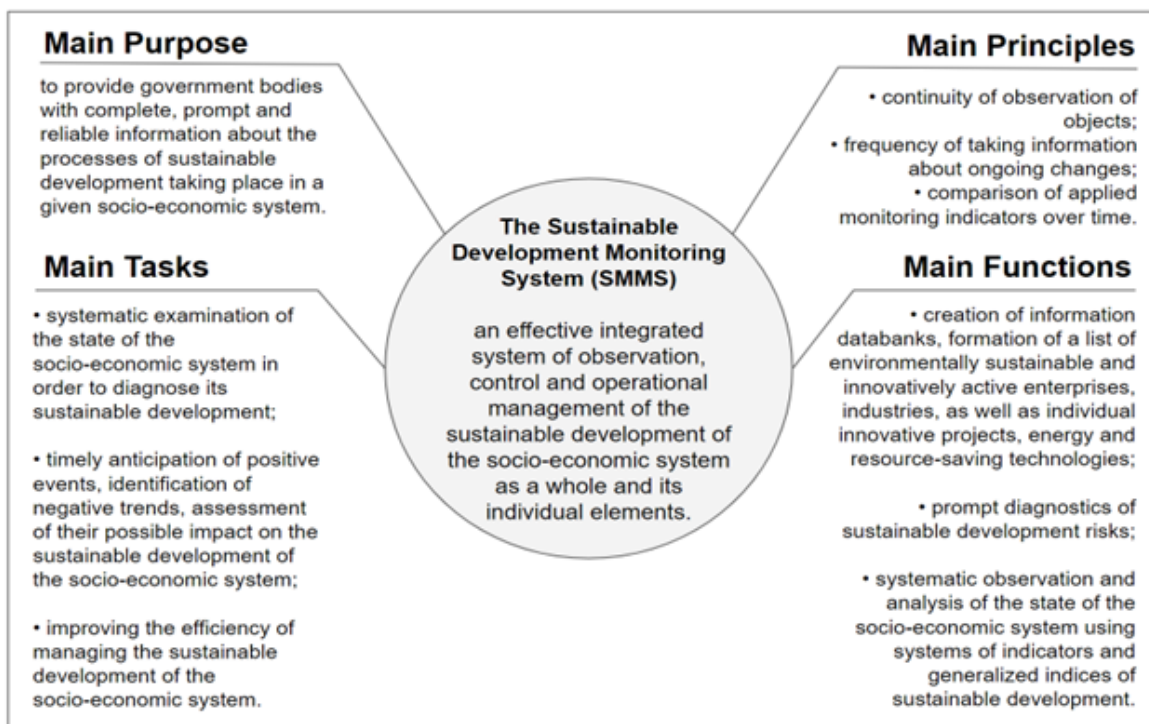 Main Purpose
to provide government bodies
with complete, prompt and
reliable information about the
processes of sustainable
development taking place in a
given socio-economic system.
Main Tasks
• systematic examination of
the state of the
socio-economic system in
order to diagnose its
sustainable development;
• timely anticipation of positive
events, identification of
negative trends, assessment
of their possible impact on the
sustainable development of
the socio-economic system;
• improving the efficiency of
managing the sustainable
development of the
socio-economic system.
The Sustainable
Development Monitoring
System (SMMS)
an effective integrated
system of observation,
control and operational
management of the
sustainable development of
the socio-economic system
as a whole and its
individual elements.
Main Principles
• continuity of observation of
objects;
• frequency of taking information
about ongoing changes;
• comparison of applied
monitoring indicators over time.
Main Functions
• creation of information
databanks, formation of a list of
environmentally sustainable and
innovatively active enterprises,
industries, as well as individual
innovative projects, energy and
resource-saving technologies;
• prompt diagnostics of
sustainable development risks;
• systematic observation and
analysis of the state of the
socio-economic system using
systems of indicators and
generalized indices of
sustainable development.